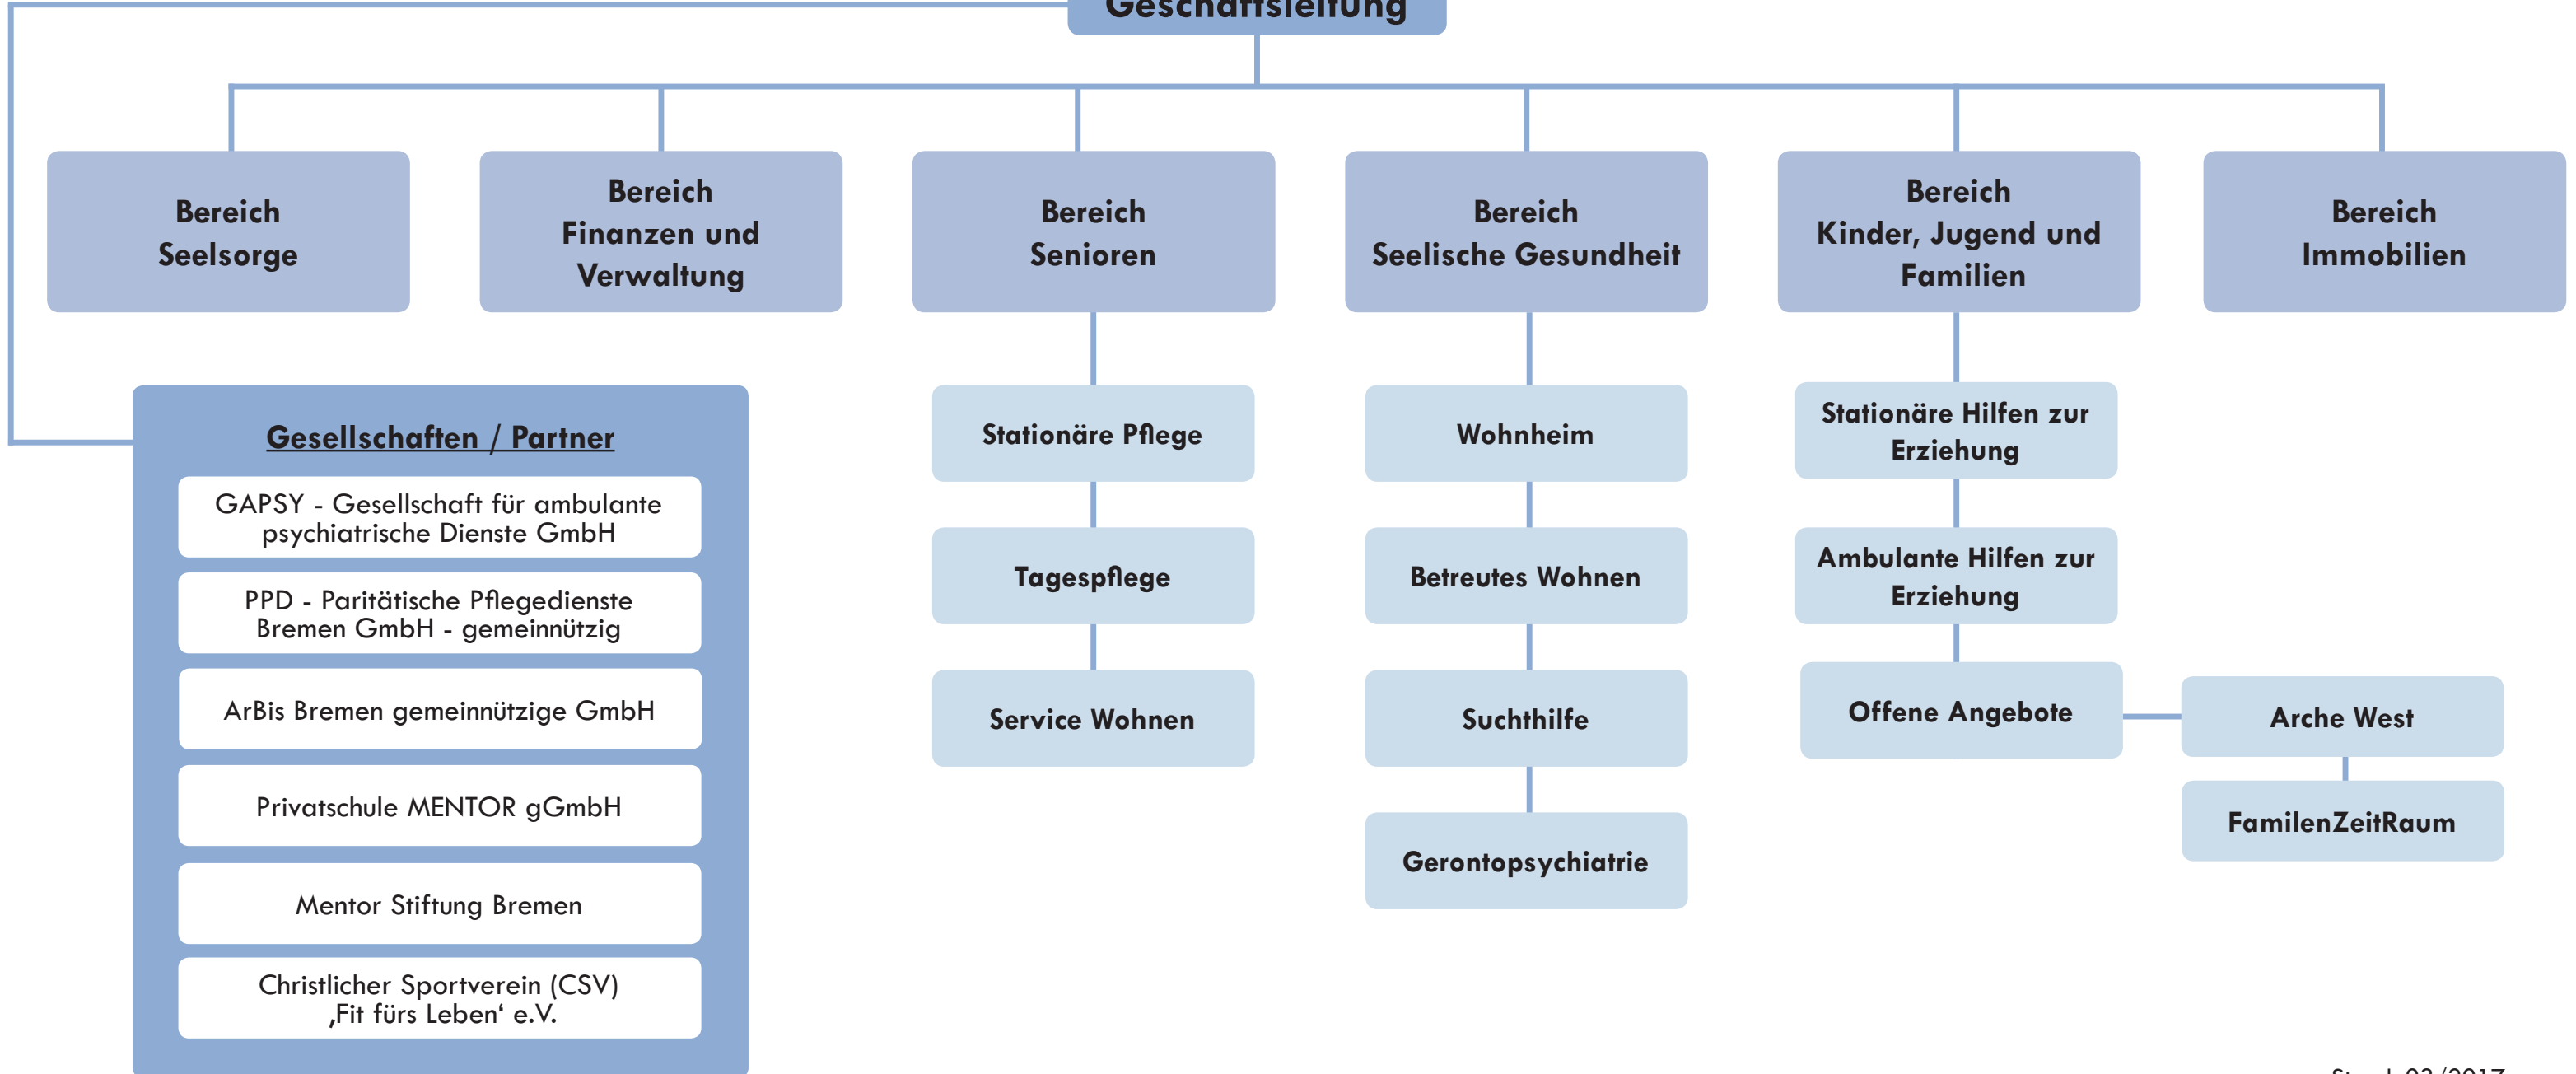 Geschäftsleitung
Bereich
Seelsorge
Bereich
Finanzen und
Verwaltung
Bereich
Senioren
Bereich
Seelische Gesundheit
Bereich
Kinder, Jugend und
Familien
Bereich
Immobilien
Gesellschaften / Partner
GAPSY - Gesellschaft für ambulante
psychiatrische Dienste GmbH
PPD - Paritätische Pflegedienste
Bremen GmbH - gemeinnützig
ArBis Bremen gemeinnützige GmbH
Privatschule MENTOR gGmbH
Mentor Stiftung Bremen
Christlicher Sportverein (CSV)
‚Fit fürs Leben‘ e.V.
Stationäre Pflege
Tagespflege
Service Wohnen
Wohnheim
Betreutes Wohnen
Suchthilfe
Gerontopsychiatrie
Stationäre Hilfen zur
Erziehung
Ambulante Hilfen zur
Erziehung
Offene Angebote
Arche West
FamilenZeitRaum
Stand: 03/2017